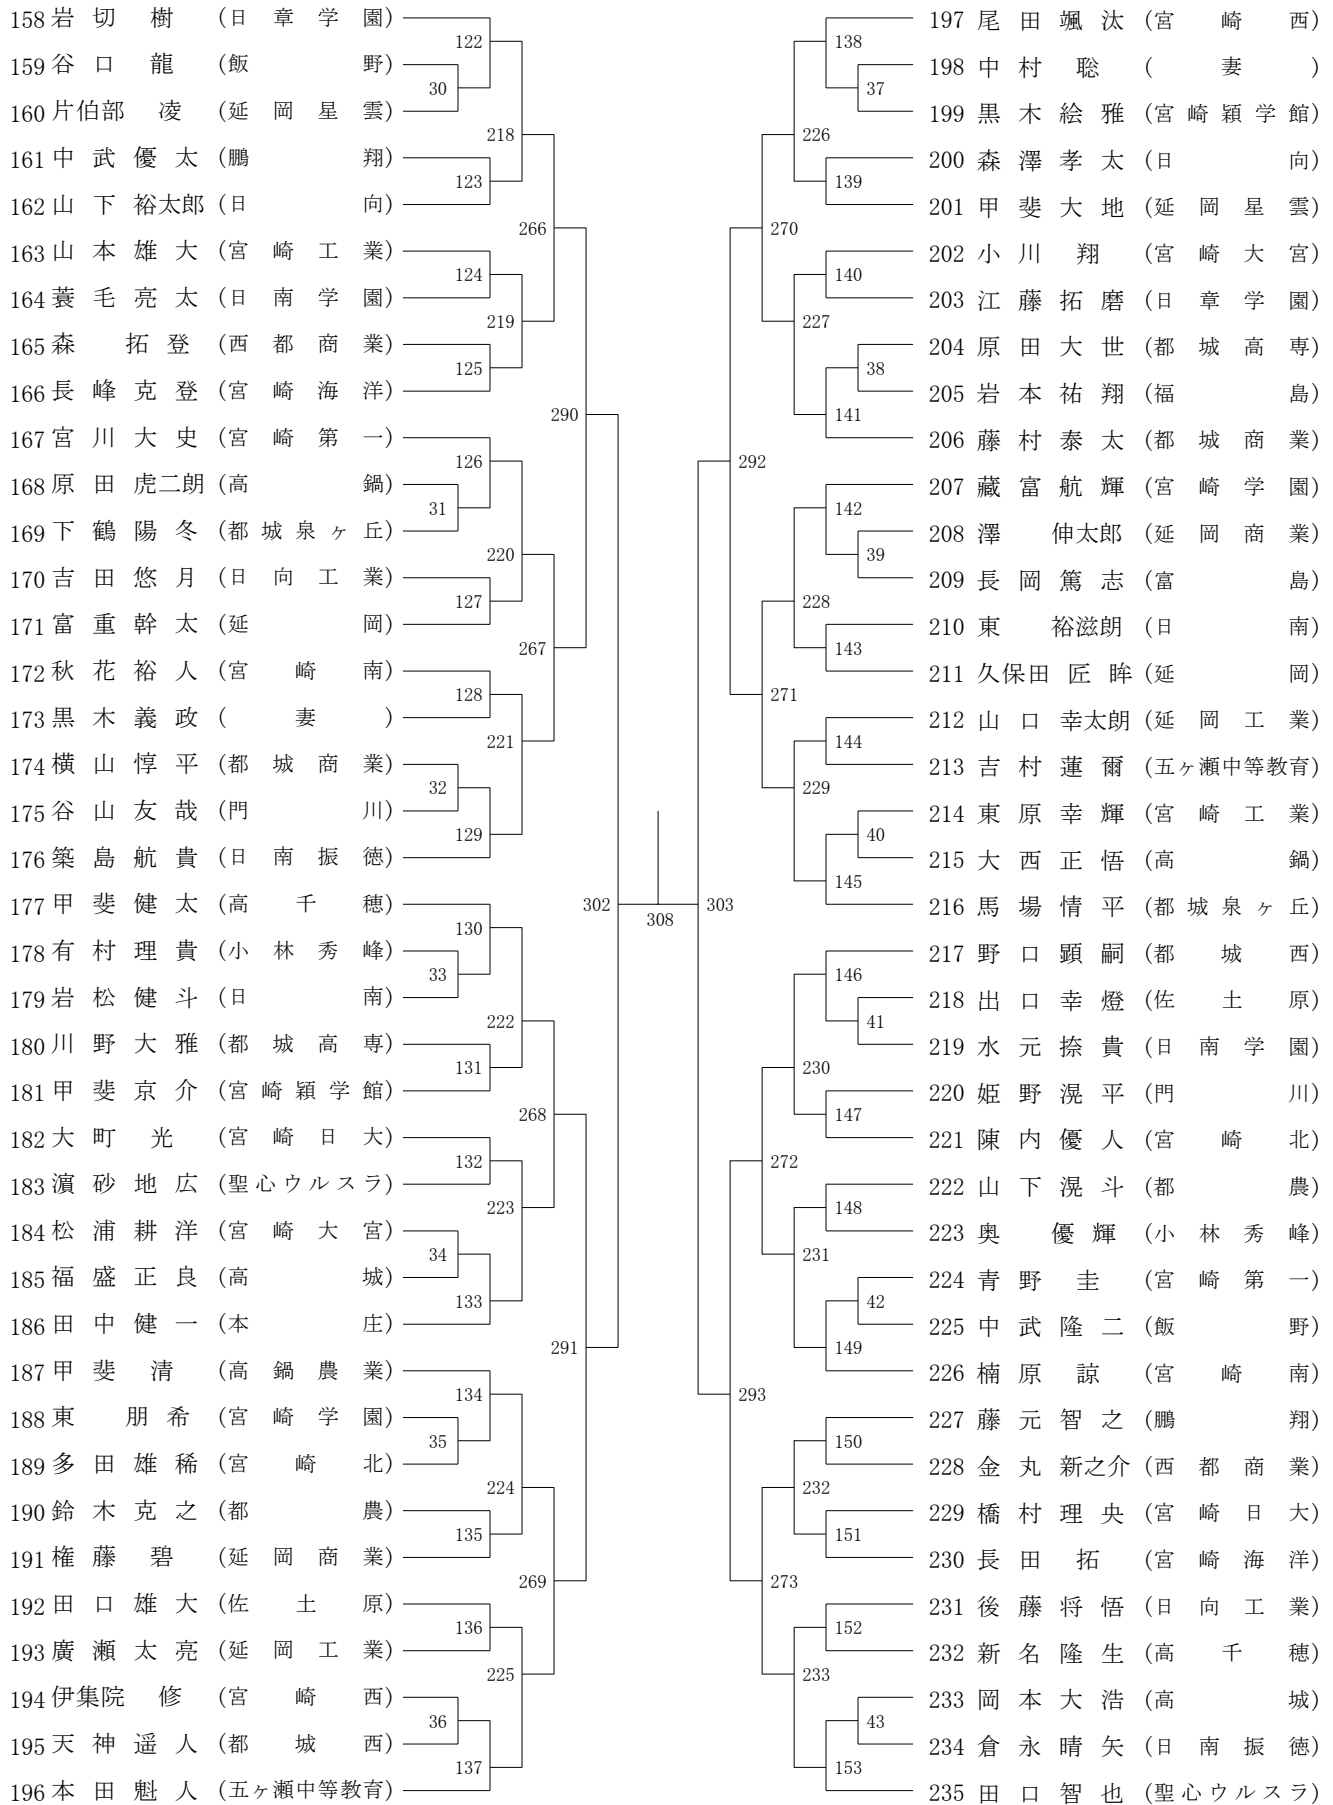 158 岩切 樹 (日章学園)
159 谷口 龍 (飯野)
160 片伯部 凌 (延岡星雲)
161 中武優太 (鵬翔)
162 山下裕太郎 (日向)
163 山本雄大 (宮崎工業)
164 蓑毛亮太 (日南学園)
165 森 拓登 (西都商業)
166 長峰克登 (宮崎海洋)
167 宮川大史 (宮崎第一)
168 原田虎二朗 (高鍋)
169 下鶴陽冬 (都城泉ヶ丘)
170 吉田悠月 (日向工業)
171 富重幹太 (延岡)
172 秋花裕人 (宮崎南)
173 黒木義政 (妻)
174 横山惇平 (都城商業)
175 谷山友哉 (門川)
176 築島航貴 (日南振徳)
177 甲斐健太 (高千穂)
178 有村理貴 (小林秀峰)
179 岩松健斗 (日南)
180 川野大雅 (都城高専)
181 甲斐京介 (宮崎穎学館)
182 大町 光 (宮崎日大)
183 濵砂地広 (聖心ウルスラ)
184 松浦耕洋 (宮崎大宮)
185 福盛正良 (高城)
186 田中健一 (本庄)
187 甲斐 清 (高鍋農業)
188 東 朋希 (宮崎学園)
189 多田雄稀 (宮崎北)
190 鈴木克之 (都農)
191 権藤 碧 (延岡商業)
192 田口雄大 (佐土原)
193 廣瀬太亮 (延岡工業)
194 伊集院 修 (宮崎西)
195 天神遥人 (都城西)
196 本田魁人 (五ヶ瀬中等教育)
122
30
218
123
266
124
219
125
290
126
31
220
127
267
128
221
32
129
302
130
33
222
131
268
132
223
34
133
291
134
35
224
135
269
136
225
36
137
308
303
138
37
226
139
270
140
227
38
141
292
142
39
228
143
271
144
229
40
145
146
41
230
147
272
148
231
42
149
293
150
232
151
273
152
233
43
153
197 尾田颯汰 (宮崎西)
198 中村 聡 (妻)
199 黒木絵雅 (宮崎穎学館)
200 森澤孝太 (日向)
201 甲斐大地 (延岡星雲)
202 小川 翔 (宮崎大宮)
203 江藤拓磨 (日章学園)
204 原田大世 (都城高専)
205 岩本祐翔 (福島)
206 藤村泰太 (都城商業)
207 藏富航輝 (宮崎学園)
208 澤 伸太郎 (延岡商業)
209 長岡篤志 (富島)
210 東 裕滋朗 (日南)
211 久保田匠眸 (延岡)
212 山口幸太朗 (延岡工業)
213 吉村蓮爾 (五ヶ瀬中等教育)
214 東原幸輝 (宮崎工業)
215 大西正悟 (高鍋)
216 馬場情平 (都城泉ヶ丘)
217 野口顕嗣 (都城西)
218 出口幸燈 (佐土原)
219 水元捺貴 (日南学園)
220 姫野滉平 (門川)
221 陳内優人 (宮崎北)
222 山下滉斗 (都農)
223 奥 優輝 (小林秀峰)
224 青野 圭 (宮崎第一)
225 中武隆二 (飯野)
226 楠原 諒 (宮崎南)
227 藤元智之 (鵬翔)
228 金丸新之介 (西都商業)
229 橋村理央 (宮崎日大)
230 長田 拓 (宮崎海洋)
231 後藤将悟 (日向工業)
232 新名隆生 (高千穂)
233 岡本大浩 (高城)
234 倉永晴矢 (日南振徳)
235 田口智也 (聖心ウルスラ)